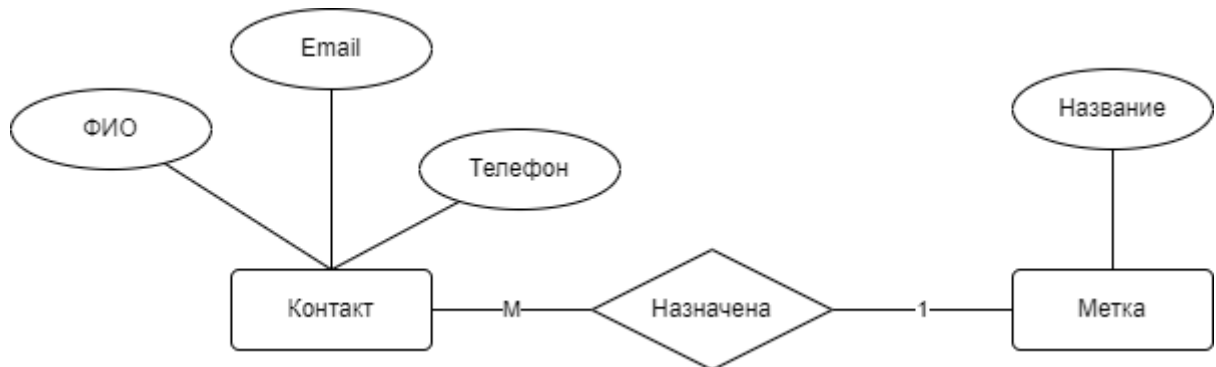 Email
ФИО
Название
Телефон
Контакт
М
Назначена
1
Метка